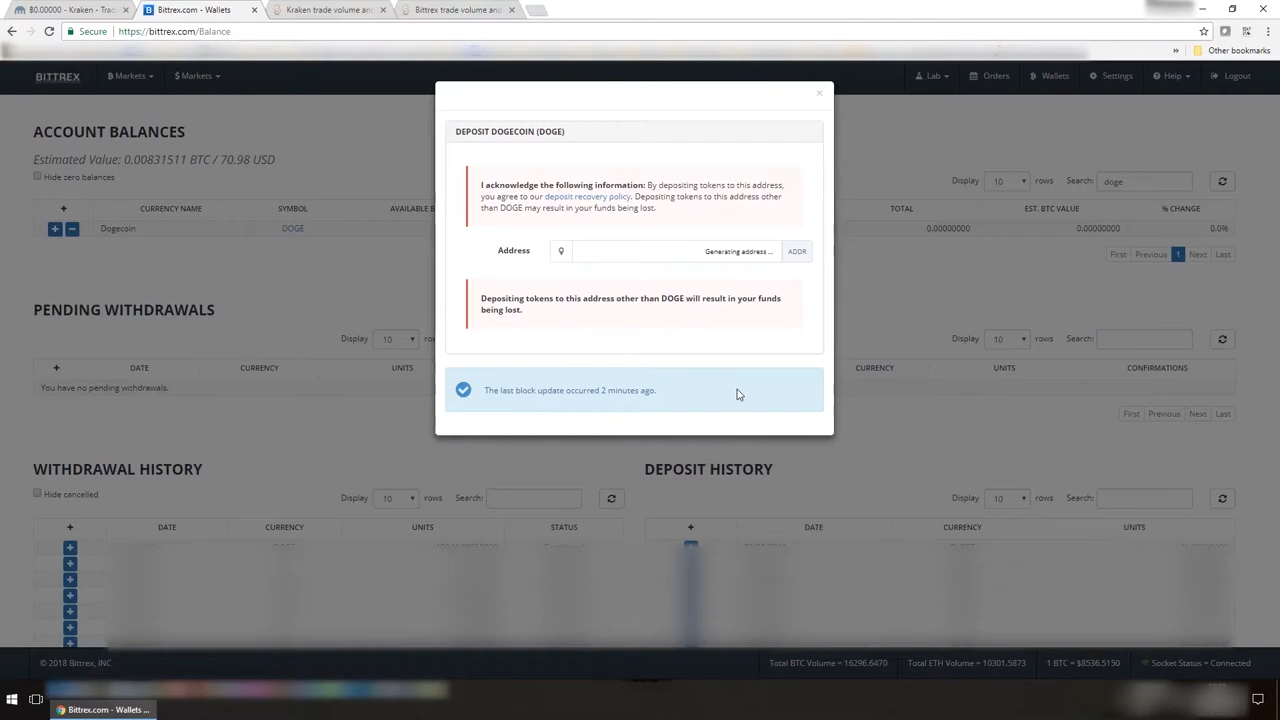 ฿0.00000 - Kraken - Trad
Bittrex.com - Wallets
Kraken trade volume an
Bittrex trade volume and
Secure
https://bittrex.com/Balance
Other bookmarks
BITTREX
฿ Markets
$ Markets
Lab
Orders
Wallets
Settings
Help
Logout
ACCOUNT BALANCES
Estimated Value: 0.00831511 BTC / 70.98 USD
Hide zero balances
Display 10 Search: doge
CURRENCY NAME SYMBOL AVAILABLE B TOTAL EST. BTC VALUE % CHANGE
Dogecoin DOGE 0.00000000 0.00000000 0.0%
First Previous 1 Next Last
DEPOSIT DOGECOIN (DOGE)
I acknowledge the following information: By depositing tokens to this address,
you agree to our deposit recovery policy. Depositing tokens to this address other
than DOGE may result in your funds being lost.
Address Generating address ... ADDR
Depositing tokens to this address other than DOGE will result in your funds
being lost.
The last block update occurred 2 minutes ago.
PENDING WITHDRAWALS
Display 10 Display 10 rows Search:
DATE CURRENCY UNITS CURRENCY UNITS CONFIRMATIONS
You have no pending withdrawals.
First Previous Next Last
WITHDRAWAL HISTORY
Hide cancelled
Display 10 rows Search:
DATE CURRENCY UNITS STATUS
DEPOSIT HISTORY
Display 10 rows Search:
DATE CURRENCY UNITS
© 2018 Bittrex, INC
Total BTC Volume = 16296.6470
Total ETH Volume = 10301.5873
1 BTC = $8536.5150
Socket Status = Connected
Bittrex.com - Wallets ...